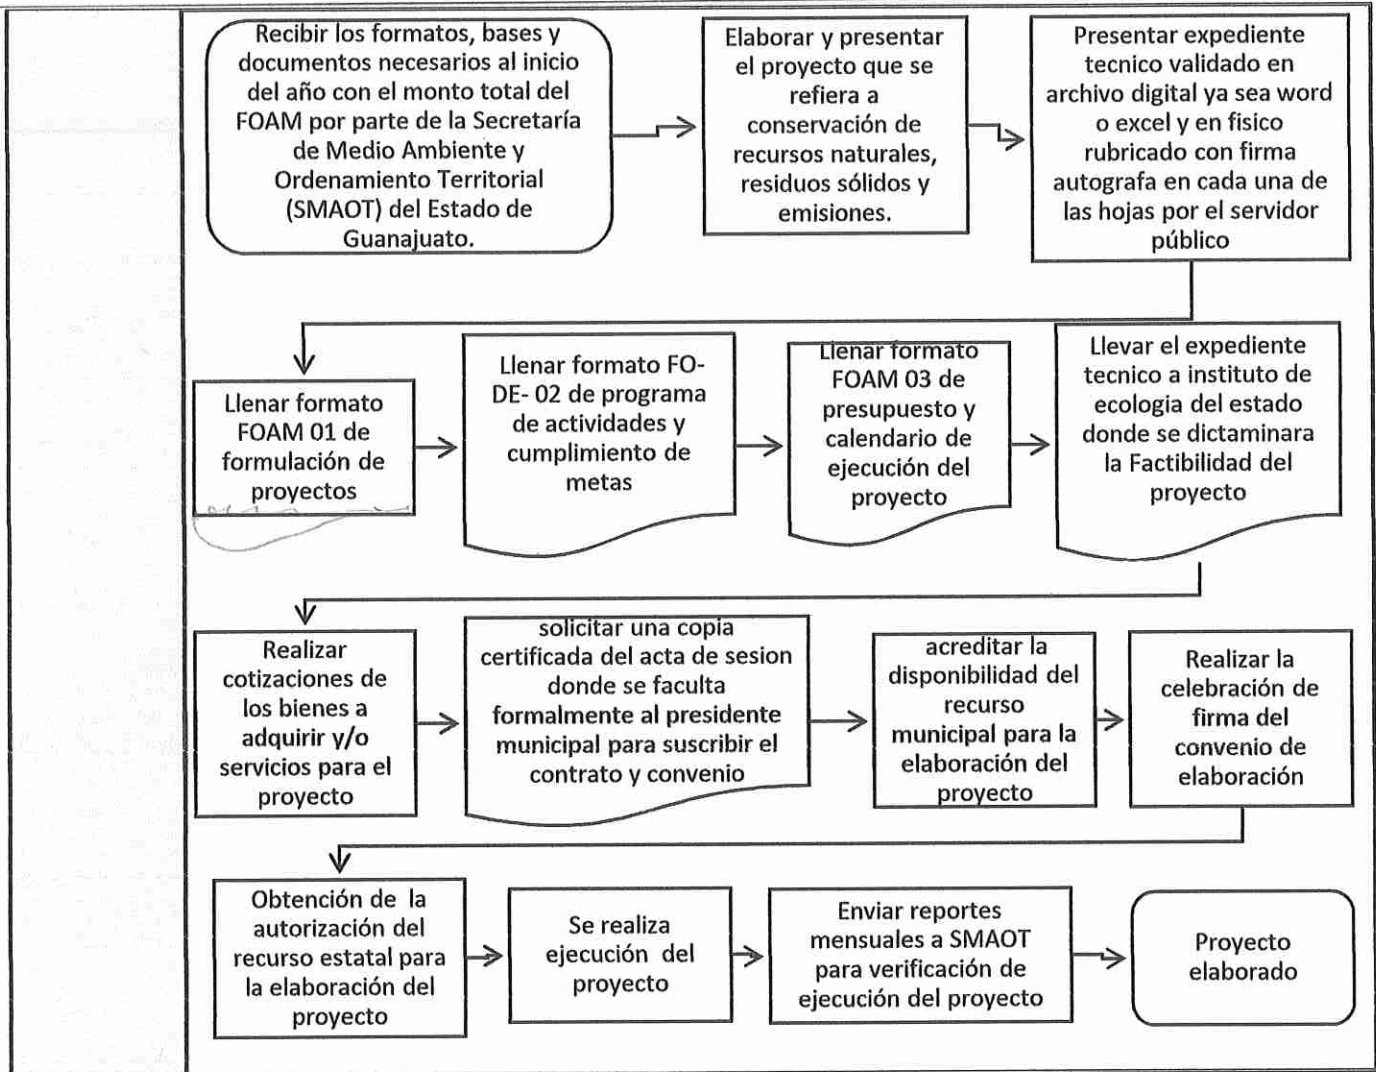 Recibir los formatos, bases y
documentos necesarios al inicio
del año con el monto total del
FOAM por parte de la Secretaría
de Medio Ambiente y
Ordenamiento Territorial
(SMAOT) del Estado de
Guanajuato.
Elaborar y presentar
el proyecto que se
refiera a
conservación de
recursos naturales,
residuos sólidos y
emisiones.
Presentar expediente
tecnico validado en
archivo digital ya sea word
o excel y en fisico
rubricado con firma
autografa en cada una de
las hojas por el servidor
público
Llenar formato
FOAM 01 de
formulación de
proyectos
Llenar formato FO-
DE- 02 de programa
de actividades y
cumplimiento de
metas
Llenar formato
FOAM 03 de
presupuesto y
calendario de
ejecución del
proyecto
Llevar el expediente
tecnico a instituto de
ecologia del estado
donde se dictaminara
la Factibilidad del
proyecto
Realizar
cotizaciones de
los bienes a
adquirir y/o
servicios para el
proyecto
solicitar una copia
certificada del acta de sesion
donde se faculta
formalmente al presidente
municipal para suscribir el
contrato y convenio
acreditar la
disponibilidad del
recurso
municipal para la
elaboración del
proyecto
Realizar la
celebración de
firma del
convenio de
elaboración
Obtención de la
autorización del
recurso estatal para
la elaboración del
proyecto
Se realiza
ejecución del
proyecto
Enviar reportes
mensuales a SMAOT
para verificación de
ejecución del proyecto
Proyecto
elaborado